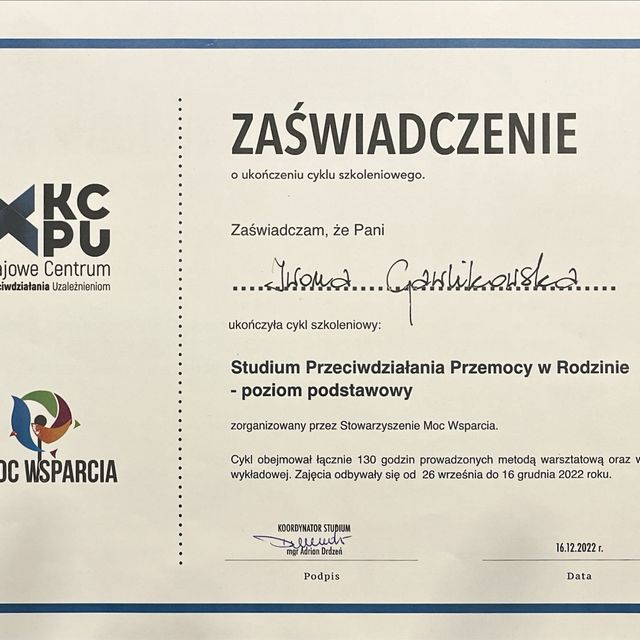 ZAŚWIADCZENIE
o ukończeniu cyklu szkoleniowego.
Zaświadczam, że Pani
Iwona Gawlikowska
ukończyła cykl szkoleniowy:
Studium Przeciwdziałania Przemocy w Rodzinie
- poziom podstawowy
zorganizowany przez Stowarzyszenie Moc Wsparcia.
Cykl obejmował łącznie 130 godzin prowadzonych metodą warsztatową oraz w
wykładowej. Zajęcia odbywały się od 26 września do 16 grudnia 2022 roku.
KOORDYNATOR STUDIUM
mgr Adrian Drdzeń
Podpis
16.12.2022 r.
Data
KC
PU
ajowe Centrum
ciwdziałania Uzależnieniom
OC WSPARCIA